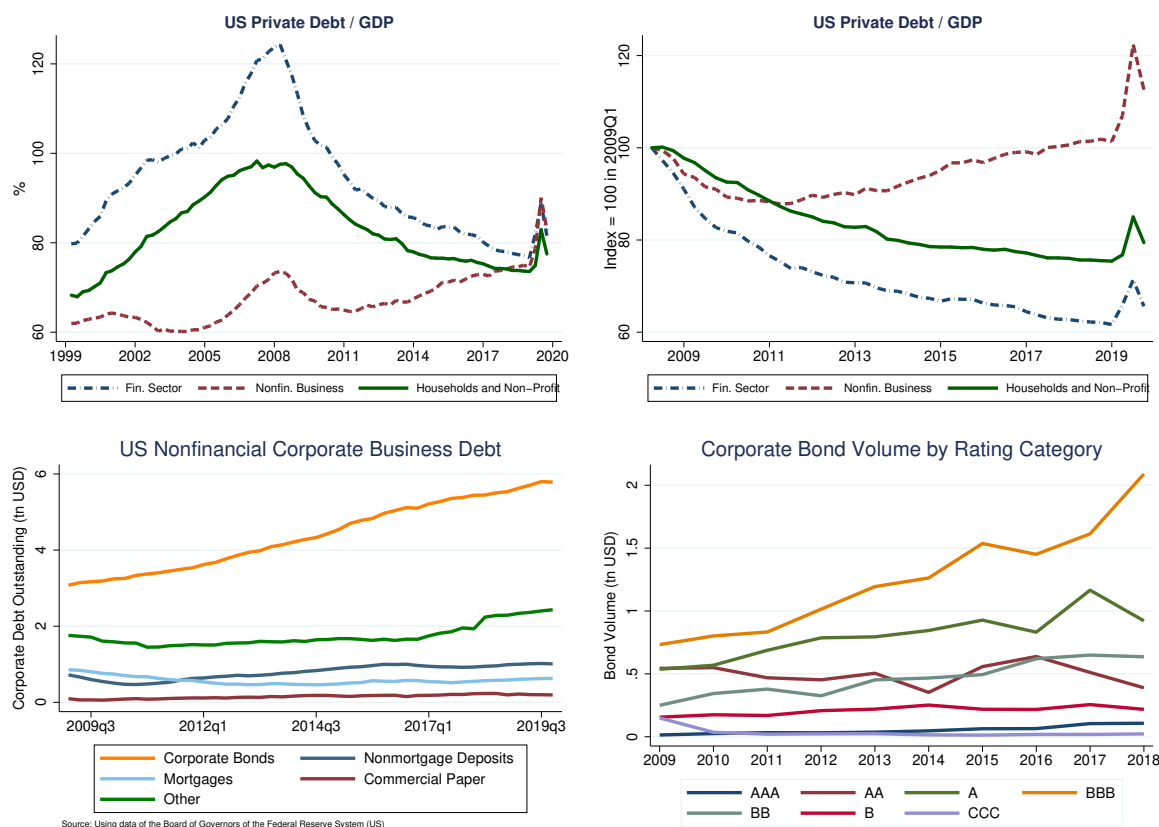 US Private Debt / GDP
%
120
100
80
60
1999 2002 2005 2008 2011 2014 2017 2020
Fin. Sector Nonfin. Business Households and Non−Profit
US Private Debt / GDP
Index = 100 in 2009Q1
120
100
80
60
2009 2011 2013 2015 2017 2019
Fin. Sector Nonfin. Business Households and Non−Profit
US Nonfinancial Corporate Business Debt
Corporate Debt Outstanding (tn USD)
6
4
2
0
2009q3 2012q1 2014q3 2017q1 2019q3
Corporate Bonds Nonmortgage Deposits
Mortgages Commercial Paper
Other
Source: Using data of the Board of Governors of the Federal Reserve System (US)
Corporate Bond Volume by Rating Category
Bond Volume (tn USD)
2
1.5
1
.5
0
2009 2010 2011 2012 2013 2014 2015 2016 2017 2018
AAA AA A BBB
BB B CCC